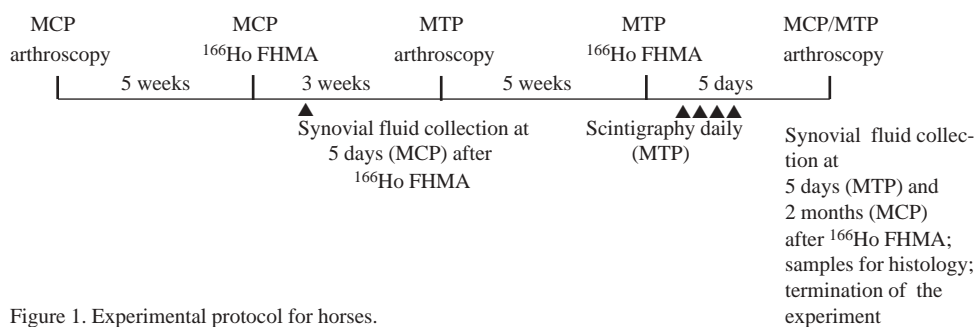 MCP MCP MTP MTP MCP/MTP
arthroscopy ¹⁶⁶Ho FHMA arthroscopy ¹⁶⁶Ho FHMA arthroscopy
5 weeks 3 weeks 5 weeks 5 days
Synovial fluid collection at
5 days (MCP) after
¹⁶⁶Ho FHMA
Scintigraphy daily
(MTP)
Synovial fluid collec-
tion at
5 days (MTP) and
2 months (MCP)
after ¹⁶⁶Ho FHMA;
samples for histology;
termination of the
experiment
Figure 1. Experimental protocol for horses.